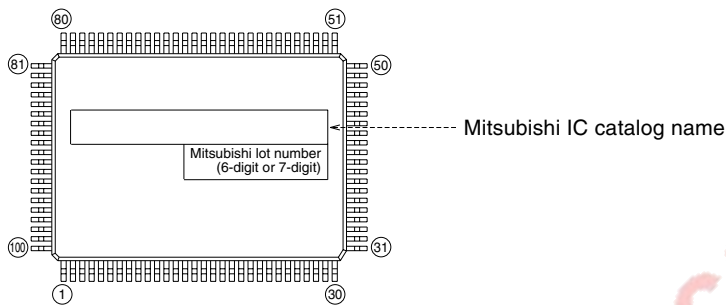 80 51
81 50
Mitsubishi IC catalog name
Mitsubishi lot number
(6-digit or 7-digit)
100 31
1 30